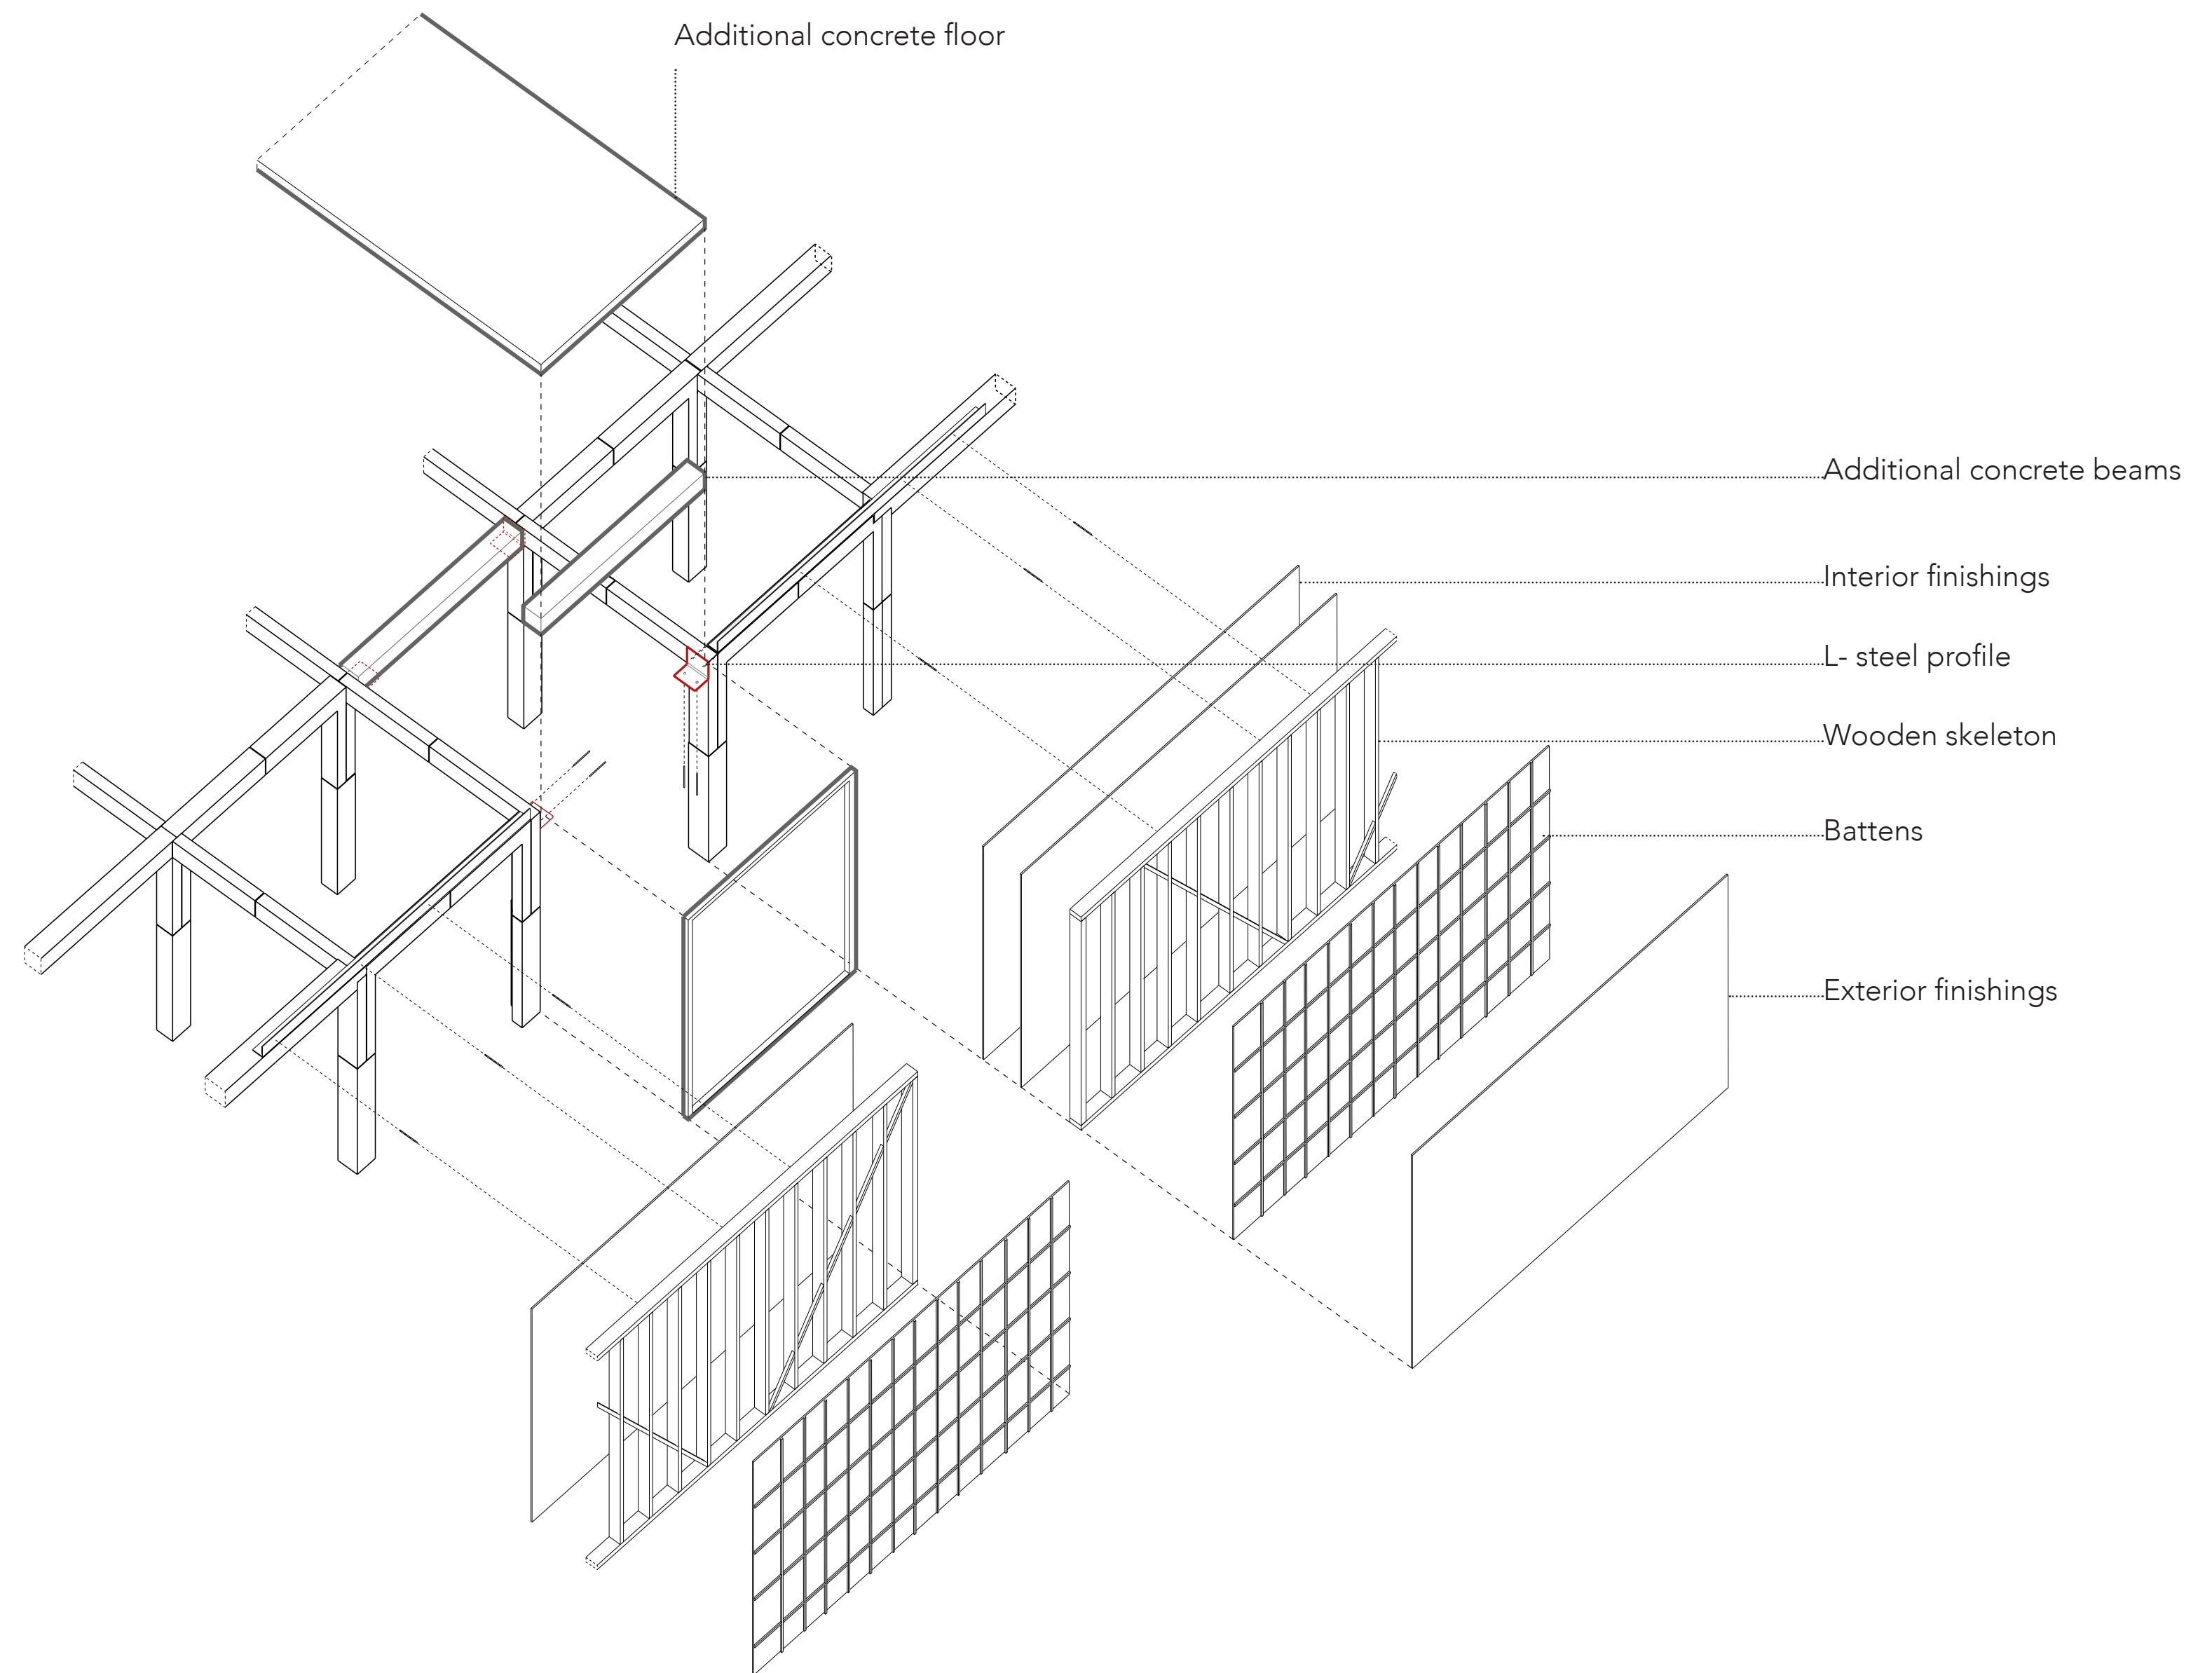 Additional concrete floor
Additional concrete beams
Interior finishings
L- steel profile
Wooden skeleton
Battens
Exterior finishings